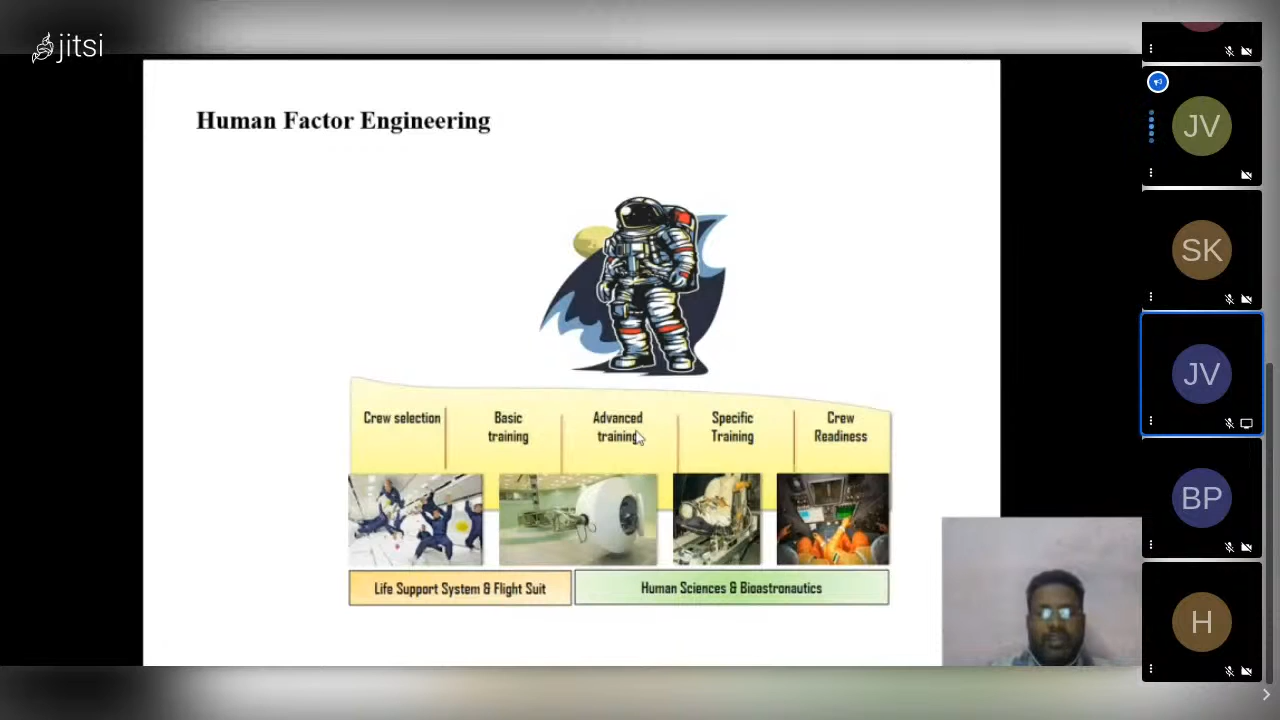 jitsi
Human Factor Engineering
Crew selection
Basic
training
Advanced
training
Specific
Training
Crew
Readiness
Life Support System & Flight Suit
Human Sciences & Bioastronautics
JV
SK
JV
BP
H